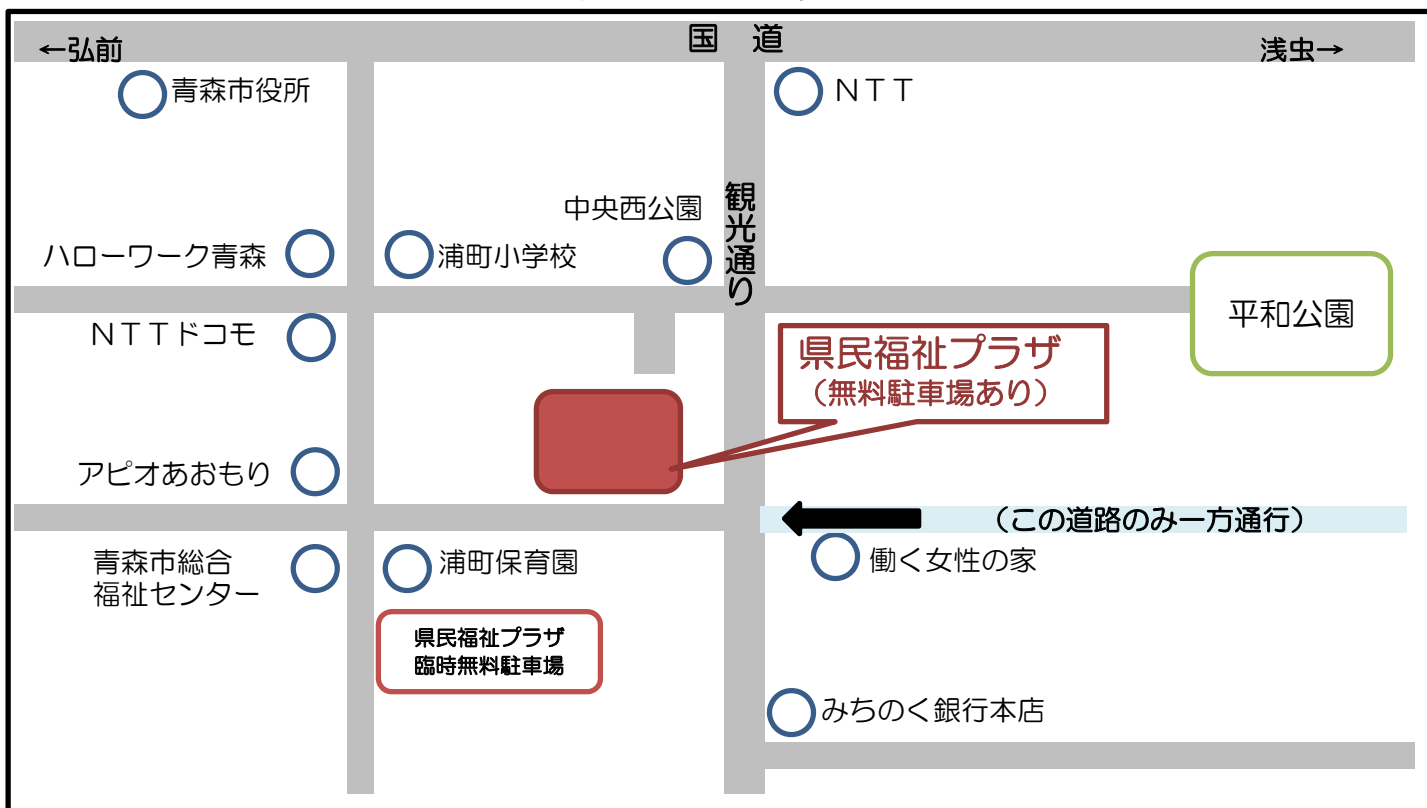 国　道
←弘前
浅虫→
青森市役所
ＮＴＴ
中央西公園
観光通り
ハローワーク青森
浦町小学校
平和公園
ＮＴＴドコモ
県民福祉プラザ
（無料駐車場あり）
アピオあおもり
（この道路のみ一方通行）
青森市総合
福祉センター
浦町保育園
働く女性の家
県民福祉プラザ
臨時無料駐車場
みちのく銀行本店